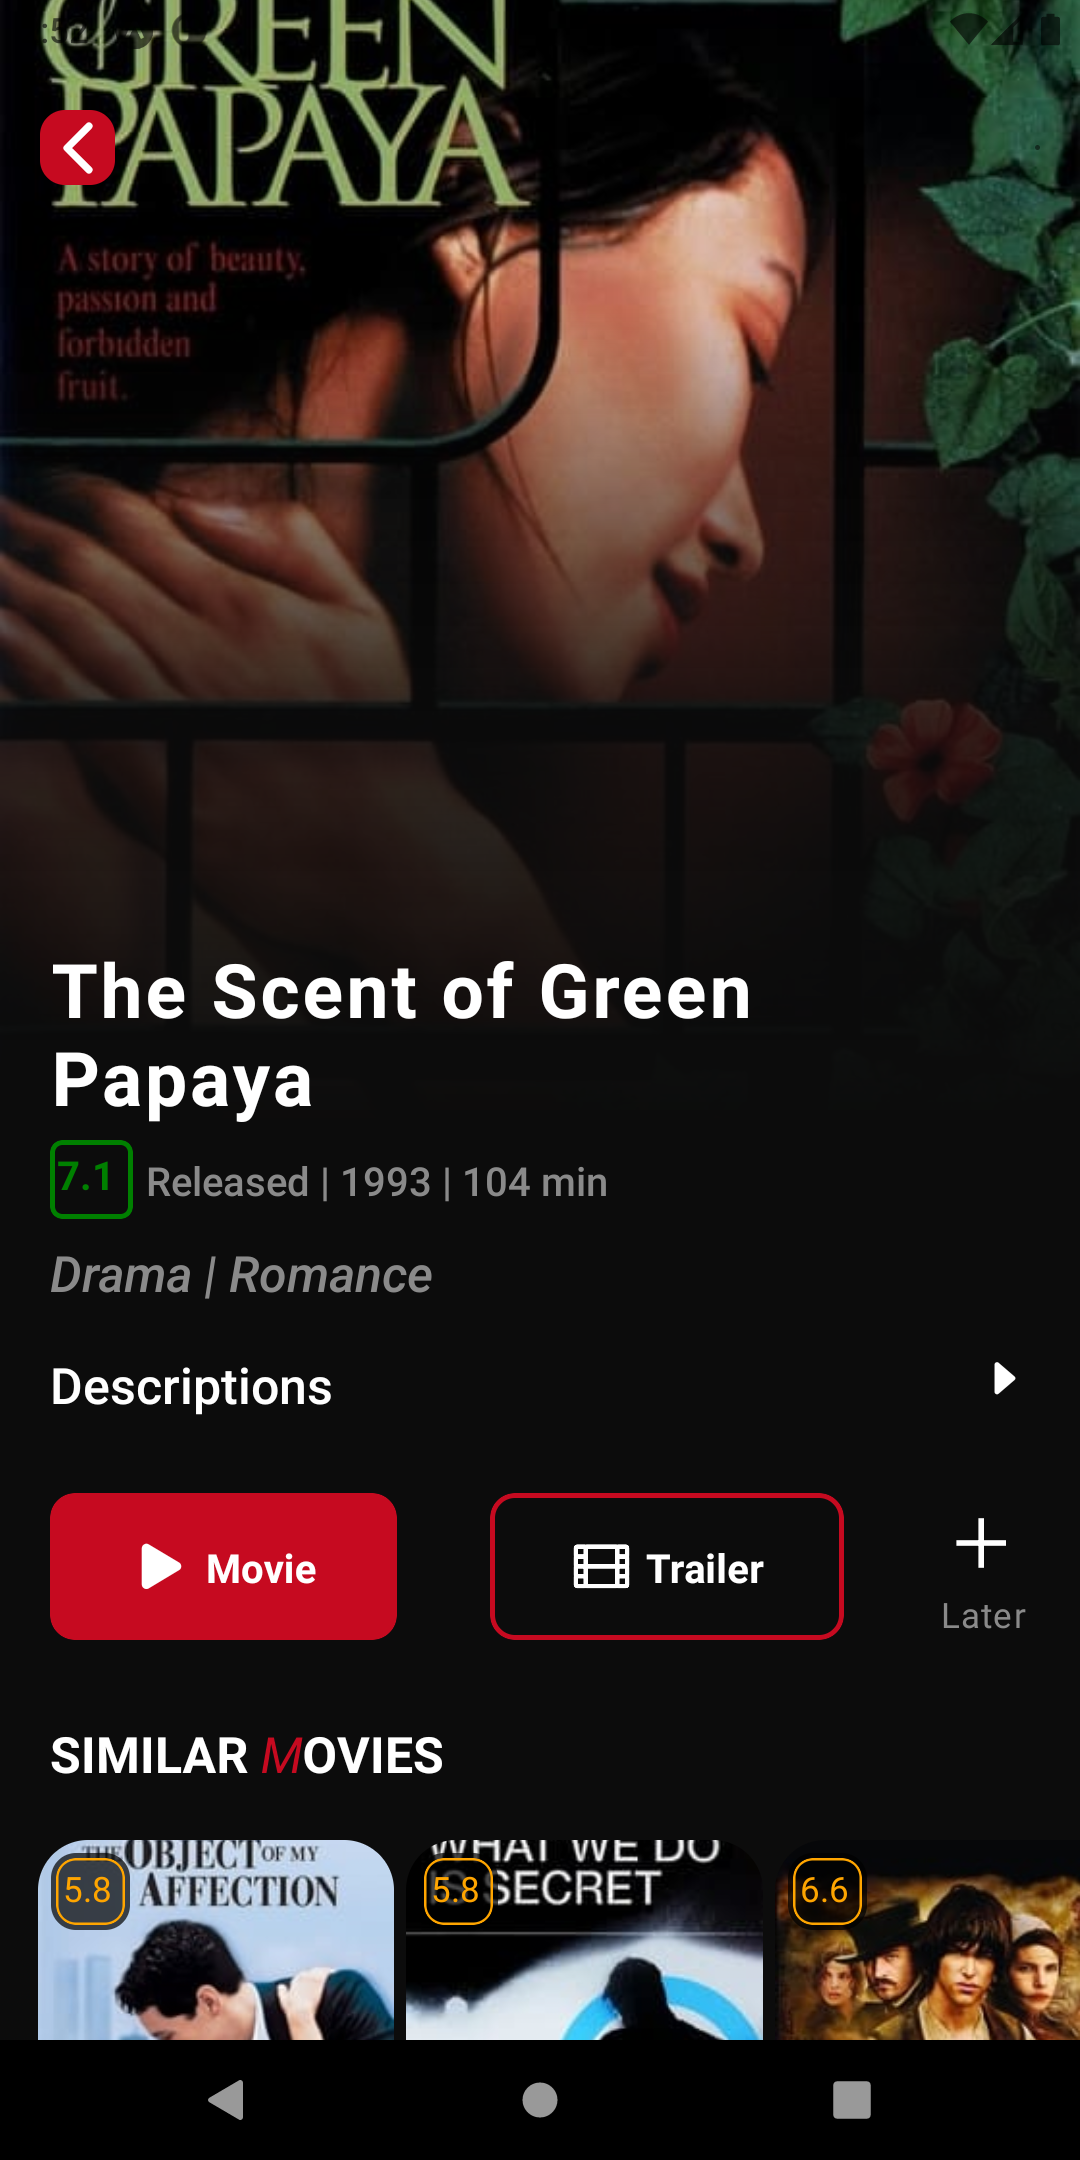 GREEN
PAPAYA
A story of beauty,
passion and
forbidden
fruit.
The Scent of Green
Papaya
7.1 Released | 1993 | 104 min
Drama | Romance
Descriptions
Movie
Trailer
Later
SIMILAR MOVIES
THE OBJECT OF MY
AFFECTION
5.8
WHAT WE DO
IS SECRET
5.8
6.6